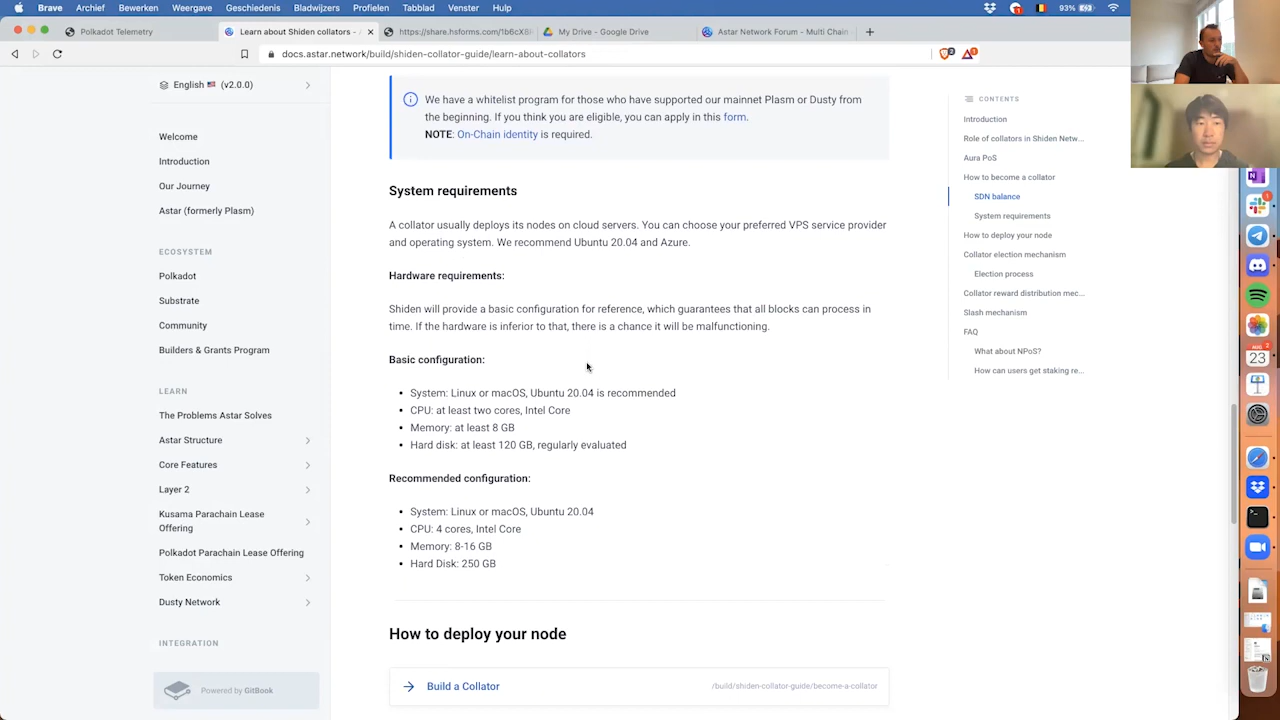 Brave Archief Bewerken Weergave Geschiedenis Bladwijzers Profielen Tabblad Venster Hulp
93%
Polkadot Telemetry
Learn about Shiden collators -
https://share.hsforms.com/1b6cX8F
My Drive - Google Drive
Astar Network Forum - Multi Chain
docs.astar.network/build/shiden-collator-guide/learn-about-collators
English (v2.0.0)
Welcome
Introduction
Our Journey
Astar (formerly Plasm)
ECOSYSTEM
Polkadot
Substrate
Community
Builders & Grants Program
LEARN
The Problems Astar Solves
Astar Structure
Core Features
Layer 2
Kusama Parachain Lease
Offering
Polkadot Parachain Lease Offering
Token Economics
Dusty Network
INTEGRATION
Powered by GitBook
We have a whitelist program for those who have supported our mainnet Plasm or Dusty from
the beginning. If you think you are eligible, you can apply in this form.
NOTE: On-Chain identity is required.
System requirements
A collator usually deploys its nodes on cloud servers. You can choose your preferred VPS service provider
and operating system. We recommend Ubuntu 20.04 and Azure.
Hardware requirements:
Shiden will provide a basic configuration for reference, which guarantees that all blocks can process in
time. If the hardware is inferior to that, there is a chance it will be malfunctioning.
Basic configuration:
• System: Linux or macOS, Ubuntu 20.04 is recommended
• CPU: at least two cores, Intel Core
• Memory: at least 8 GB
• Hard disk: at least 120 GB, regularly evaluated
Recommended configuration:
• System: Linux or macOS, Ubuntu 20.04
• CPU: 4 cores, Intel Core
• Memory: 8-16 GB
• Hard Disk: 250 GB
How to deploy your node
Build a Collator
/build/shiden-collator-guide/become-a-collator
CONTENTS
Introduction
Role of collators in Shiden Netw...
Aura PoS
How to become a collator
SDN balance
System requirements
How to deploy your node
Collator election mechanism
Election process
Collator reward distribution mec...
Slash mechanism
FAQ
What about NPoS?
How can users get staking re...
AUG
23